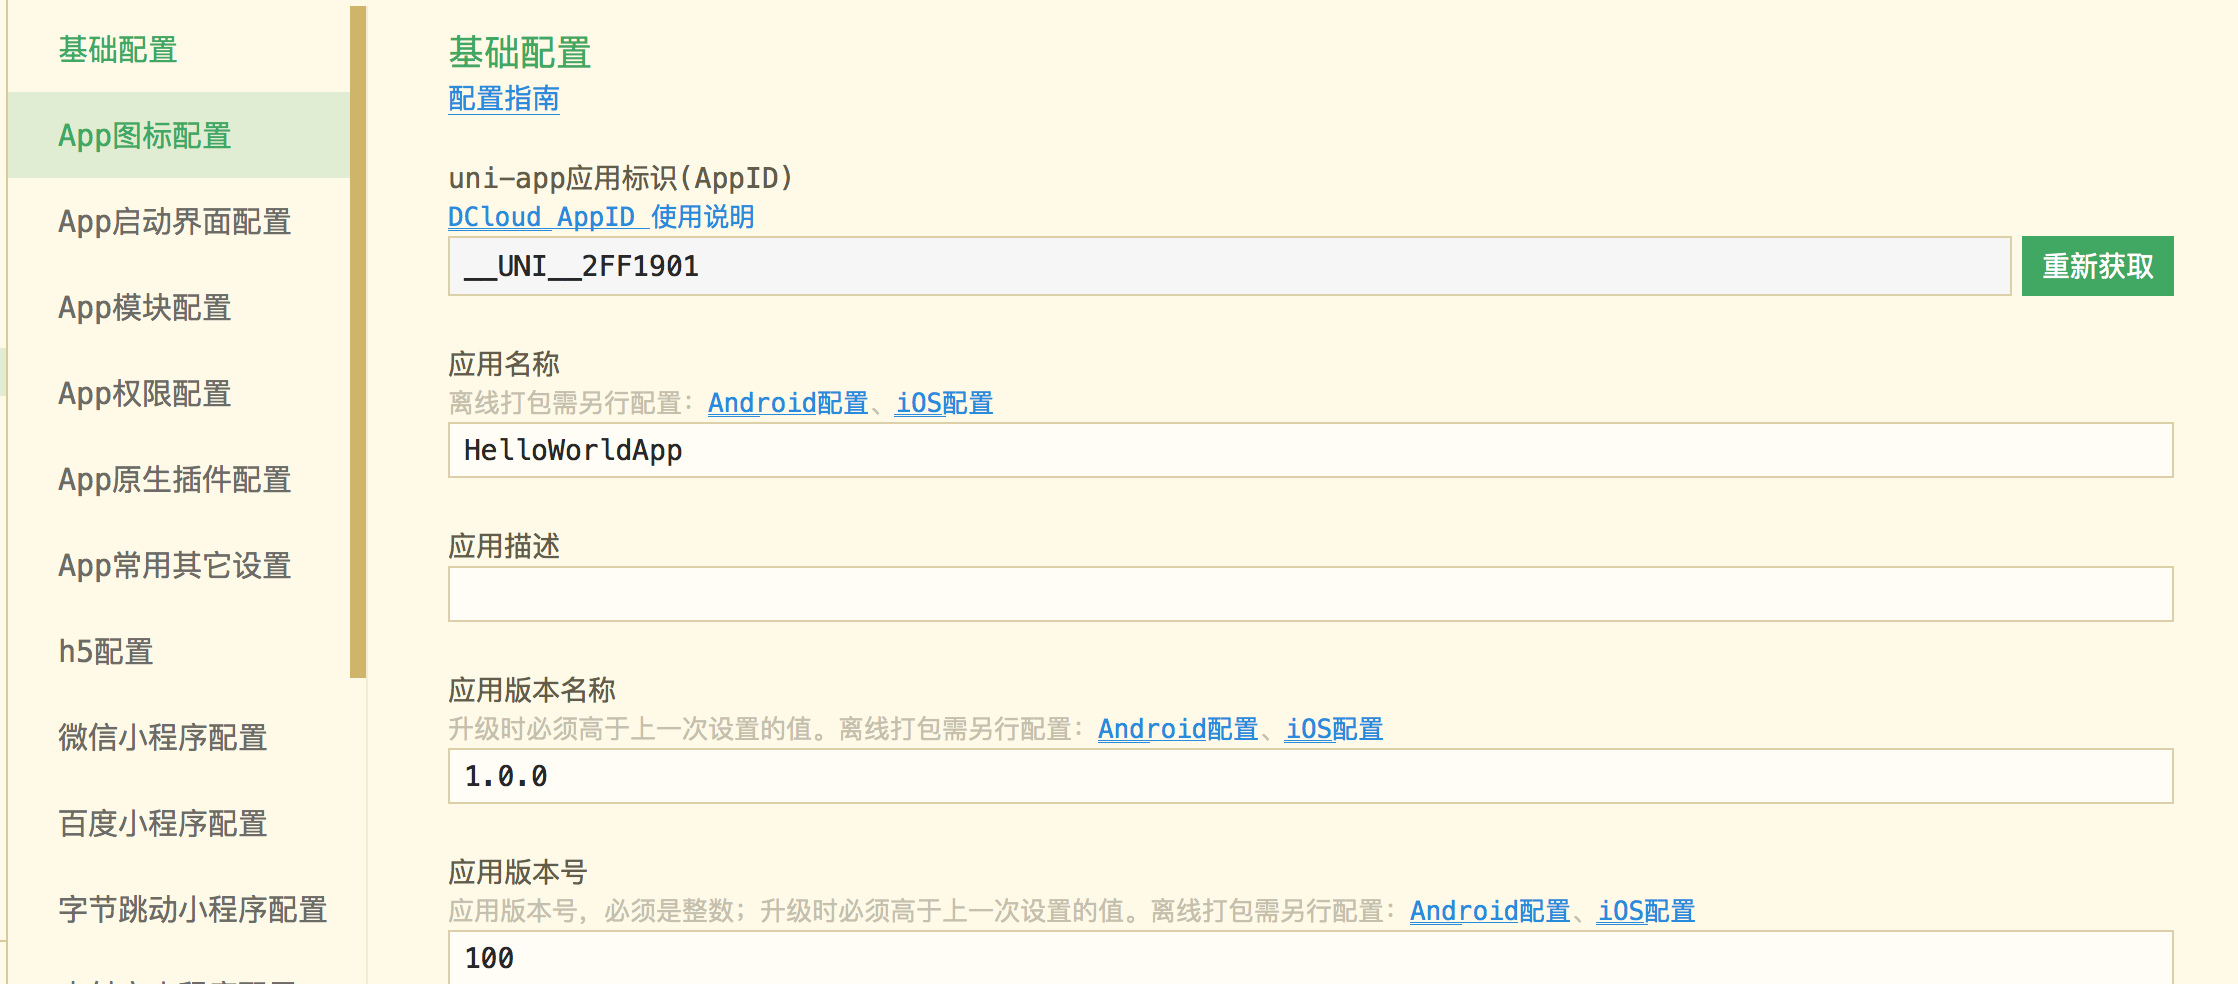 基础配置
App图标配置
App启动界面配置
App模块配置
App权限配置
App原生插件配置
App常用其它设置
h5配置
微信小程序配置
百度小程序配置
字节跳动小程序配置
基础配置
配置指南
uni-app应用标识(AppID)
DCloud AppID 使用说明
__UNI__2FF1901
重新获取
应用名称
离线打包需另行配置：Android配置、iOS配置
HelloWorldApp
应用描述
应用版本名称
升级时必须高于上一次设置的值。离线打包需另行配置：Android配置、iOS配置
1.0.0
应用版本号
应用版本号，必须是整数；升级时必须高于上一次设置的值。离线打包需另行配置：Android配置、iOS配置
100